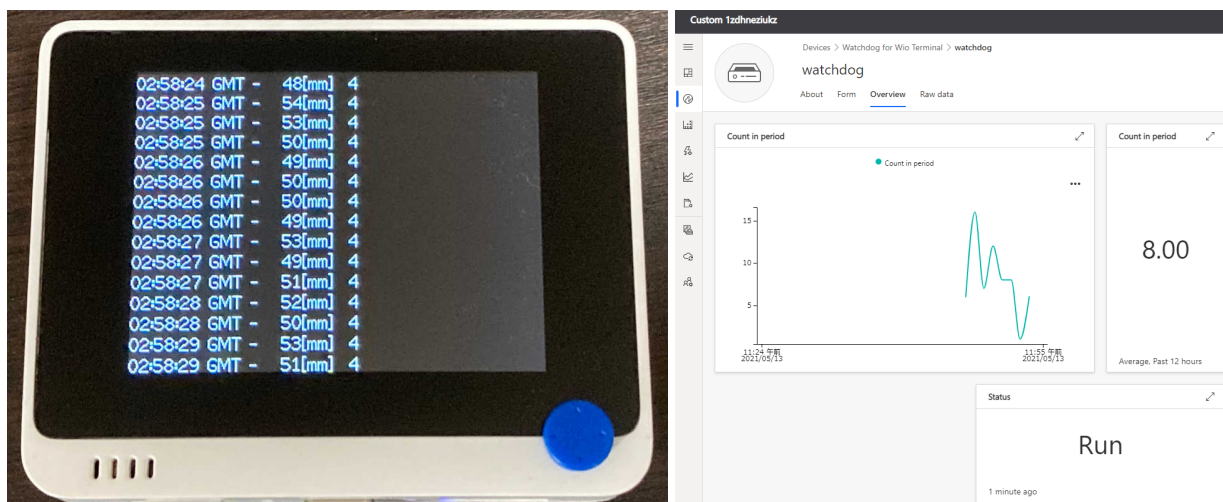 02:58:24 GMT - 48[mm] 4
02:58:25 GMT - 54[mm] 4
02:58:25 GMT - 53[mm] 4
02:58:25 GMT - 50[mm] 4
02:58:26 GMT - 49[mm] 4
02:58:26 GMT - 50[mm] 4
02:58:26 GMT - 50[mm] 4
02:58:26 GMT - 49[mm] 4
02:58:27 GMT - 53[mm] 4
02:58:27 GMT - 49[mm] 4
02:58:27 GMT - 51[mm] 4
02:58:28 GMT - 52[mm] 4
02:58:28 GMT - 50[mm] 4
02:58:29 GMT - 53[mm] 4
02:58:29 GMT - 51[mm] 4
Custom 1zdhneziukz
Devices > Watchdog for Wio Terminal > watchdog
watchdog
About Form Overview Raw data
Count in period
Count in period
15
10
5
11:24 午前
2021/05/13
11:55 午前
2021/05/13
Count in period
8.00
Average, Past 12 hours
Status
Run
1 minute ago